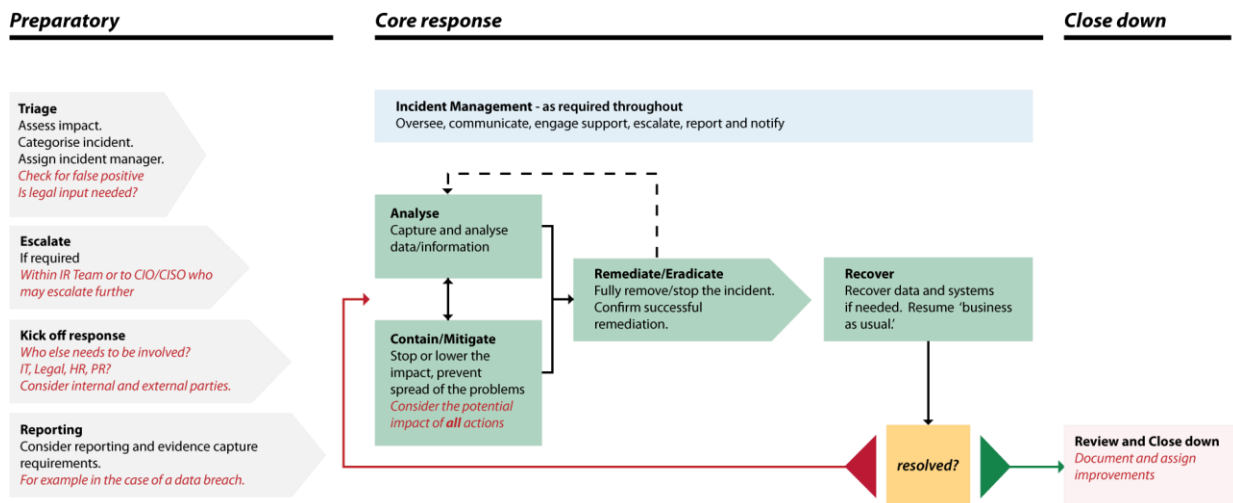 Preparatory
Core response
Close down
Triage
Assess impact.
Categorise incident.
Assign incident manager.
Check for false positive
Is legal input needed?
Escalate
If required
Within IR Team or to CIO/CISO who
may escalate further
Kick off response
Who else needs to be involved?
IT, Legal, HR, PR?
Consider internal and external parties.
Reporting
Consider reporting and evidence capture
requirements.
For example in the case of a data breach.
Incident Management - as required throughout
Oversee, communicate, engage support, escalate, report and notify
Analyse
Capture and analyse
data/information
Contain/Mitigate
Stop or lower the
impact, prevent
spread of the problems
Consider the potential
impact of all actions
Remediate/Eradicate
Fully remove/stop the incident.
Confirm successful
remediation.
Recover
Recover data and systems
if needed. Resume ‘business
as usual.’
resolved?
Review and Close down
Document and assign
improvements